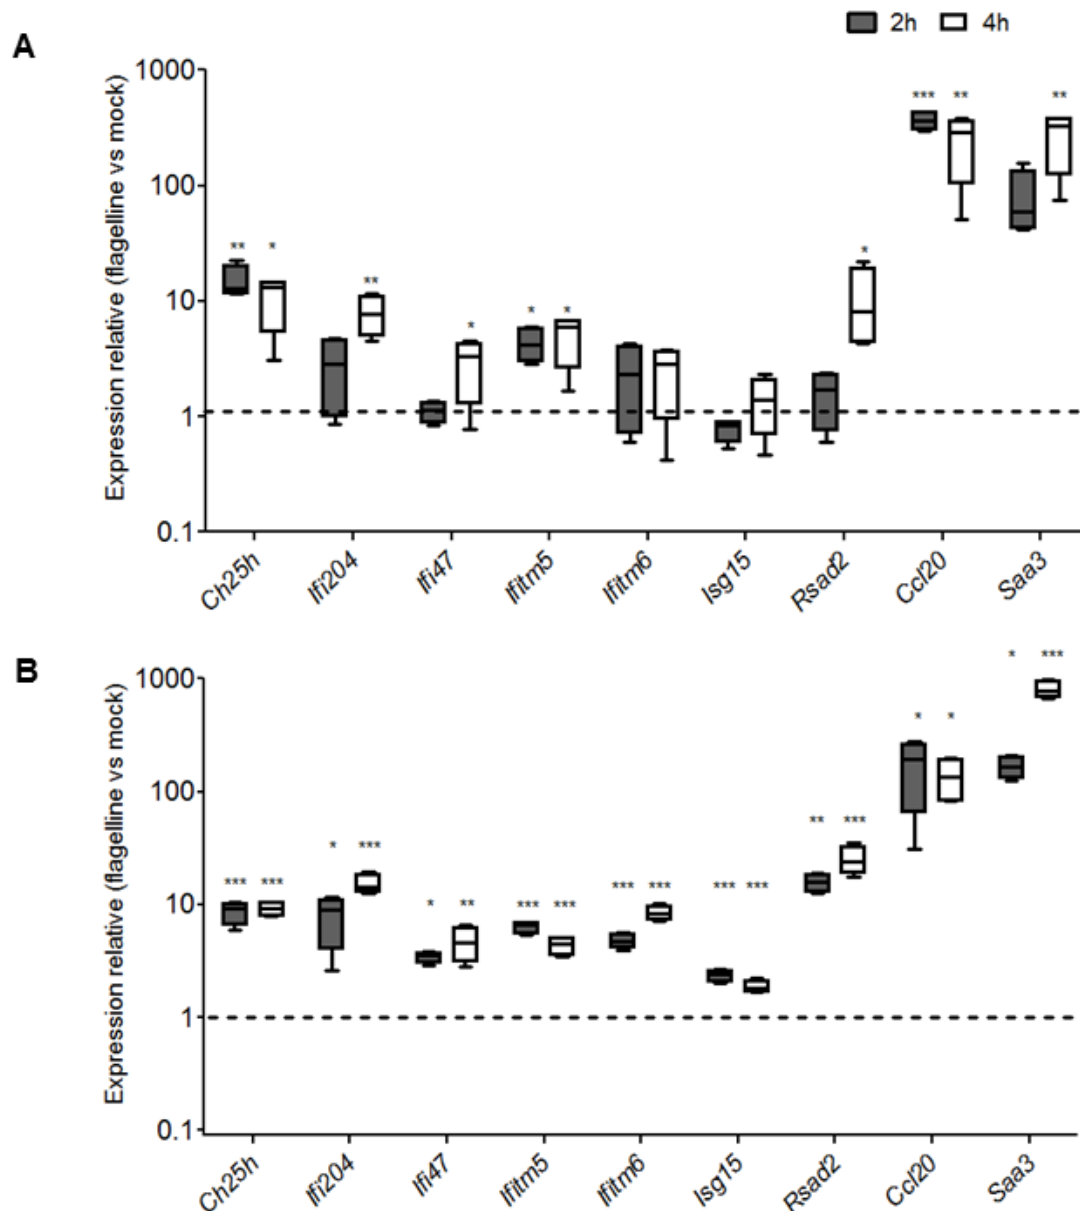 2h 4h
A
Expression relative (flagelline vs mock)
1000
** * ** * * * * *** ** **
100
10
1
0.1
Ch25h Ifi204 Ifi47 Ifitm5 Ifitm6 Isg15 Rsad2 Ccl20 Saa3
B
Expression relative (flagelline vs mock)
1000
*** *** * *** * ** *** *** *** *** *** *** ** *** * * * ***
100
10
1
0.1
Ch25h Ifi204 Ifi47 Ifitm5 Ifitm6 Isg15 Rsad2 Ccl20 Saa3